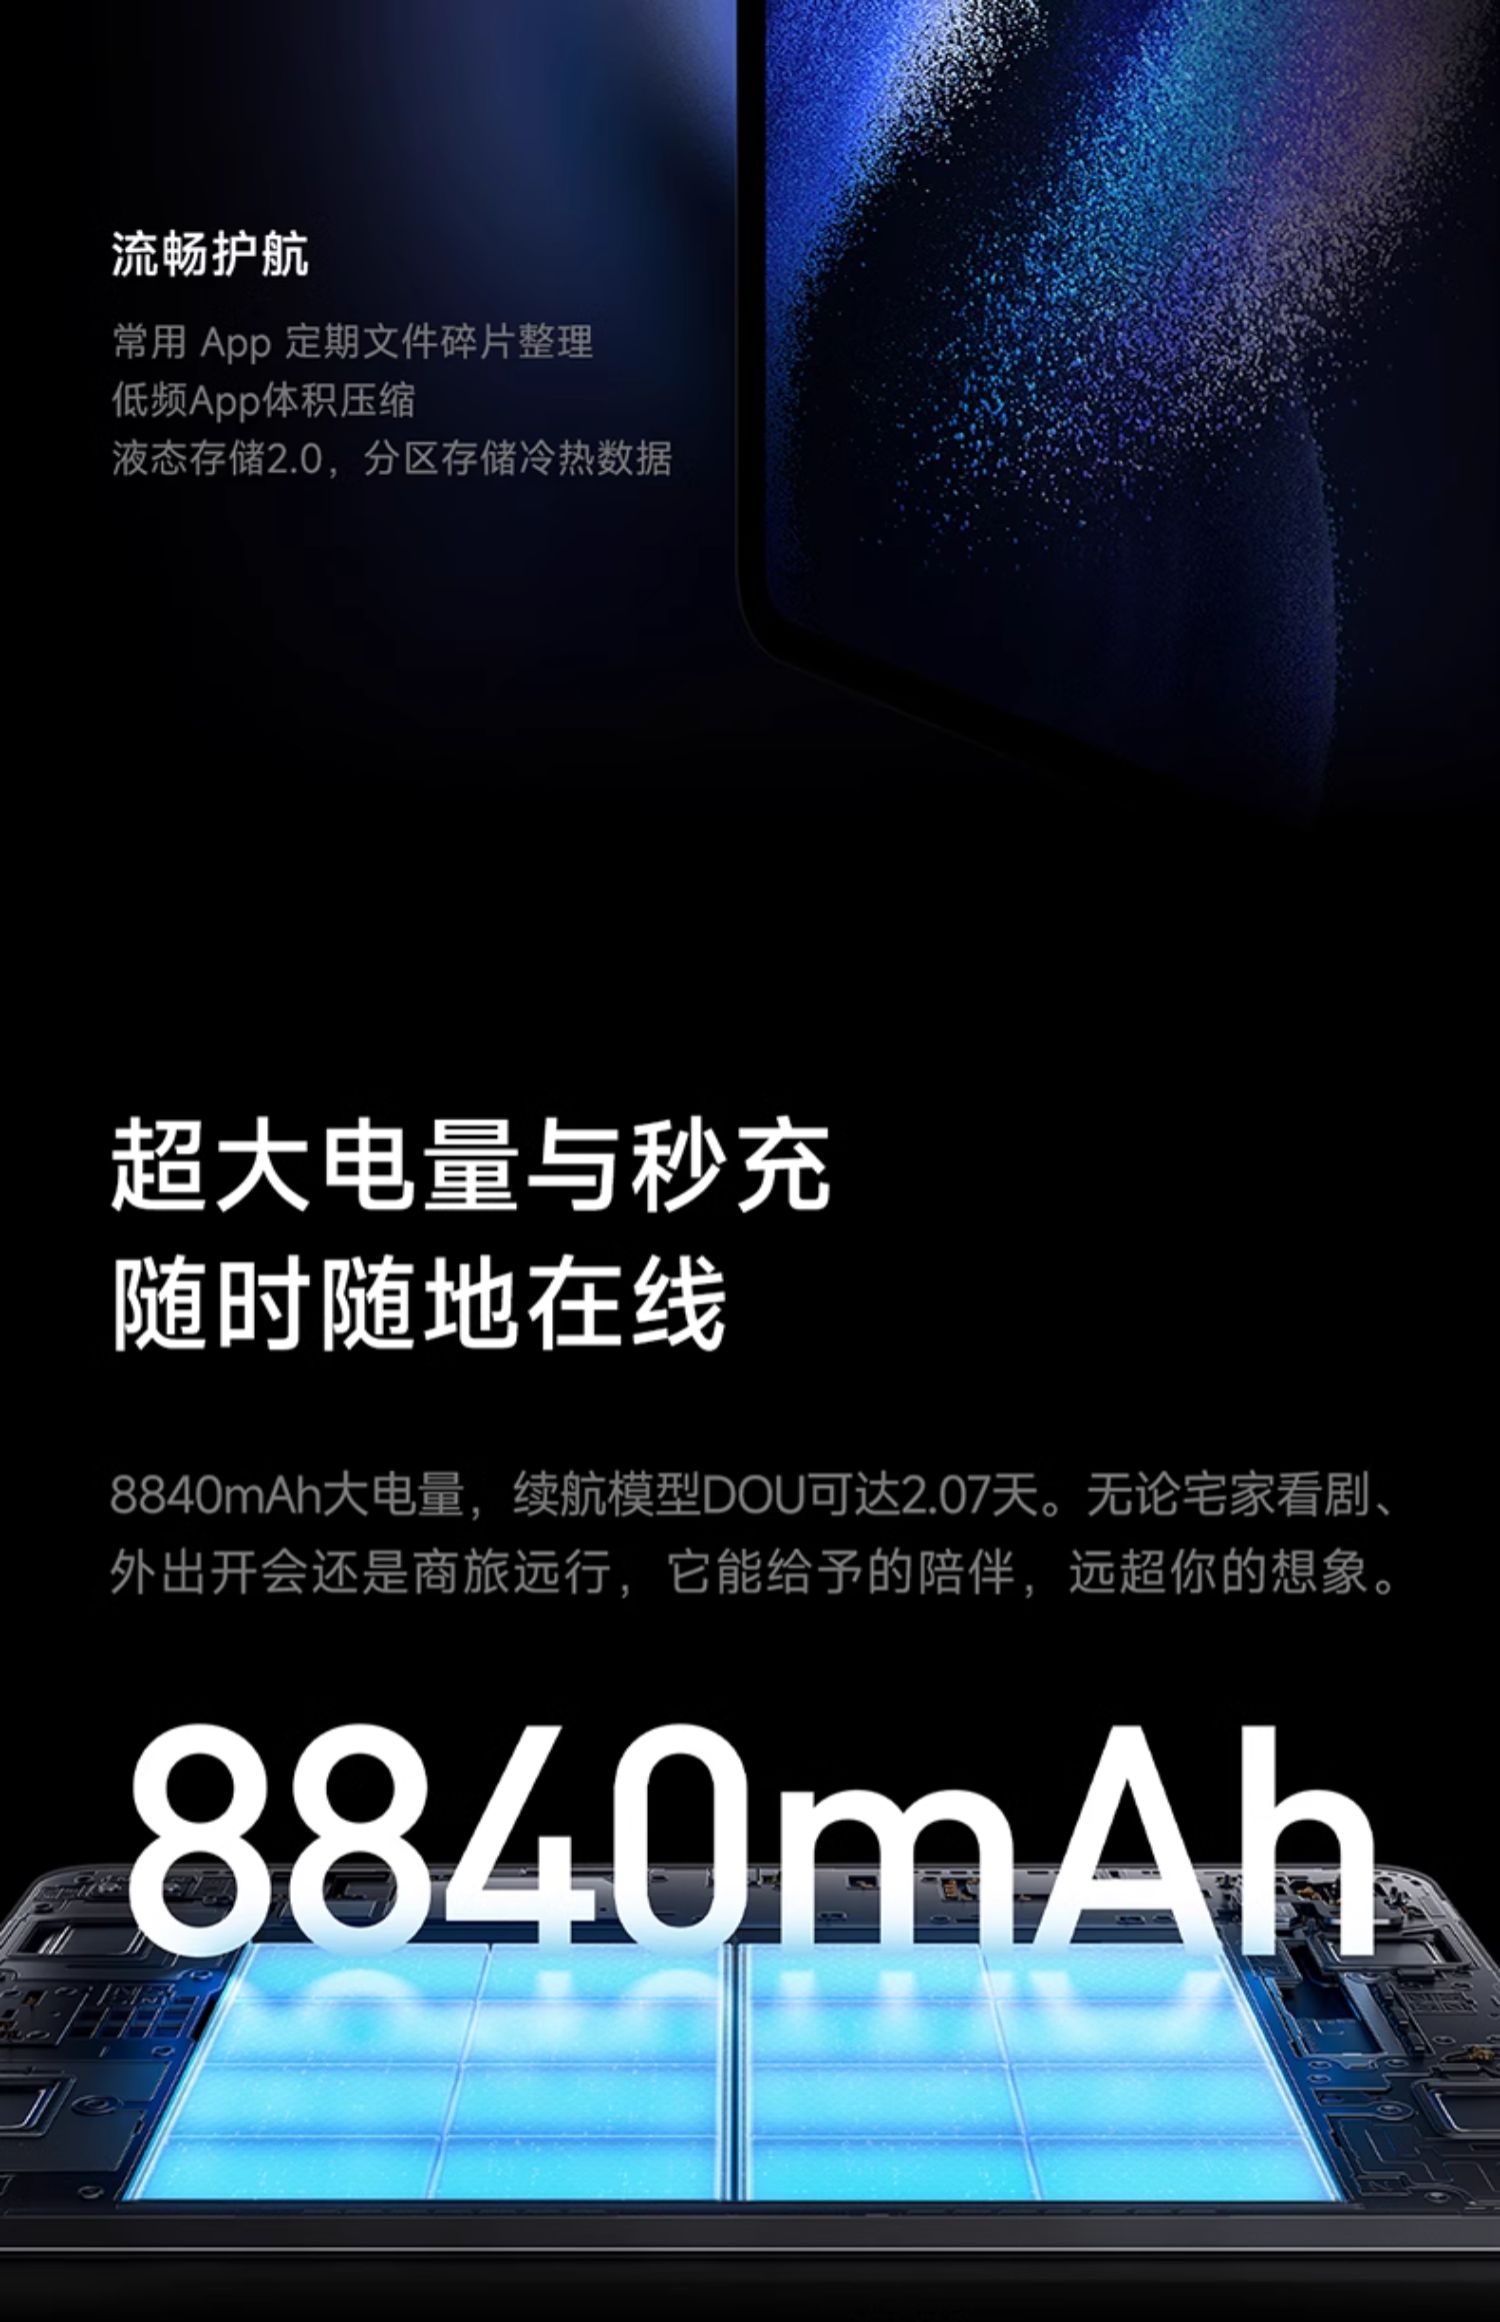 流畅护航
常用 App 定期文件碎片整理
低频App体积压缩
液态存储2.0，分区存储冷热数据
超大电量与秒充
随时随地在线
8840mAh大电量，续航模型DOU可达2.07天。无论宅家看剧、
外出开会还是商旅远行，它能给予的陪伴，远超你的想象。
8840mAh